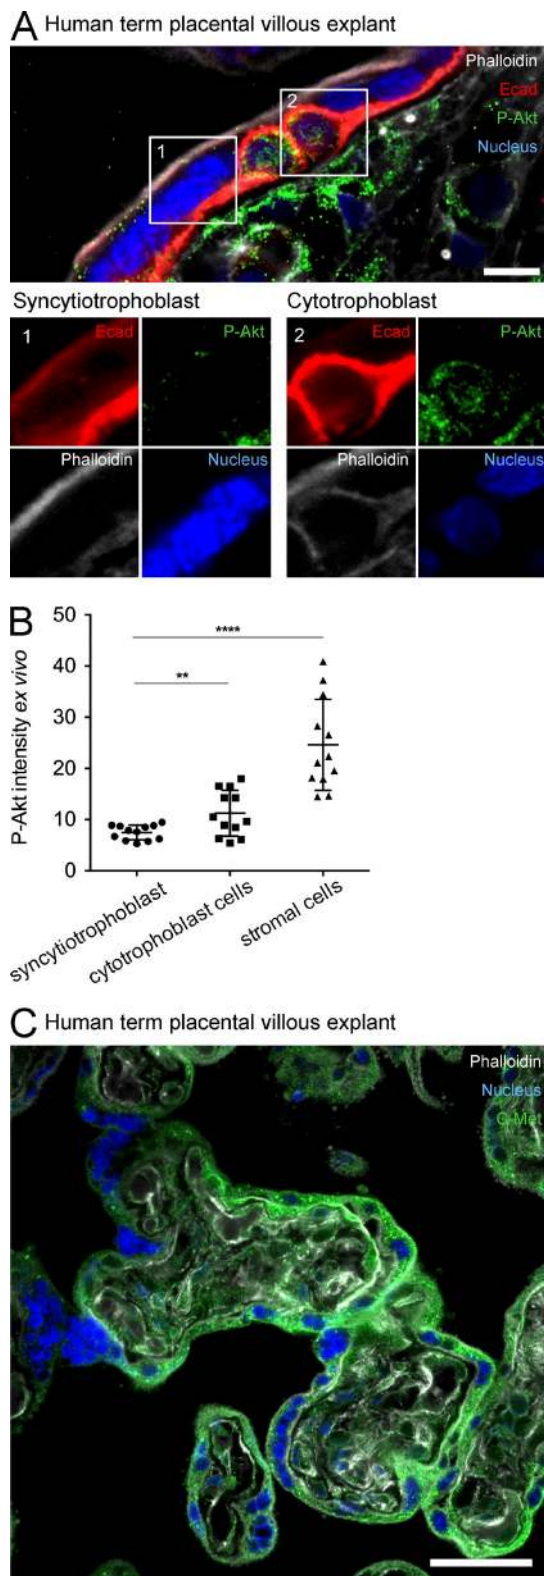 A Human term placental villous explant
Phalloidin
Ecad
P-Akt
Nucleus
1
2
Syncytiotrophoblast
Cytotrophoblast
1
Ecad
P-Akt
2
Ecad
P-Akt
Phalloidin
Nucleus
Phalloidin
Nucleus
B
P-Akt intensity ex vivo
50
40
30
20
10
0
****
**
syncytiotrophoblast
cytotrophoblast cells
stromal cells
C Human term placental villous explant
Phalloidin
Nucleus
C-Met